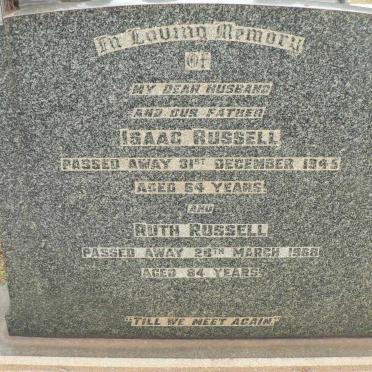 In Loving Memory
Of
MY DEAR HUSBAND
AND OUR FATHER
ISAAC RUSSELL
PASSED AWAY 31ST DECEMBER 1945
AGED 64 YEARS.
AND
RUTH RUSSELL
PASSED AWAY 28TH MARCH 1968
AGED 84 YEARS.
"TILL WE MEET AGAIN"